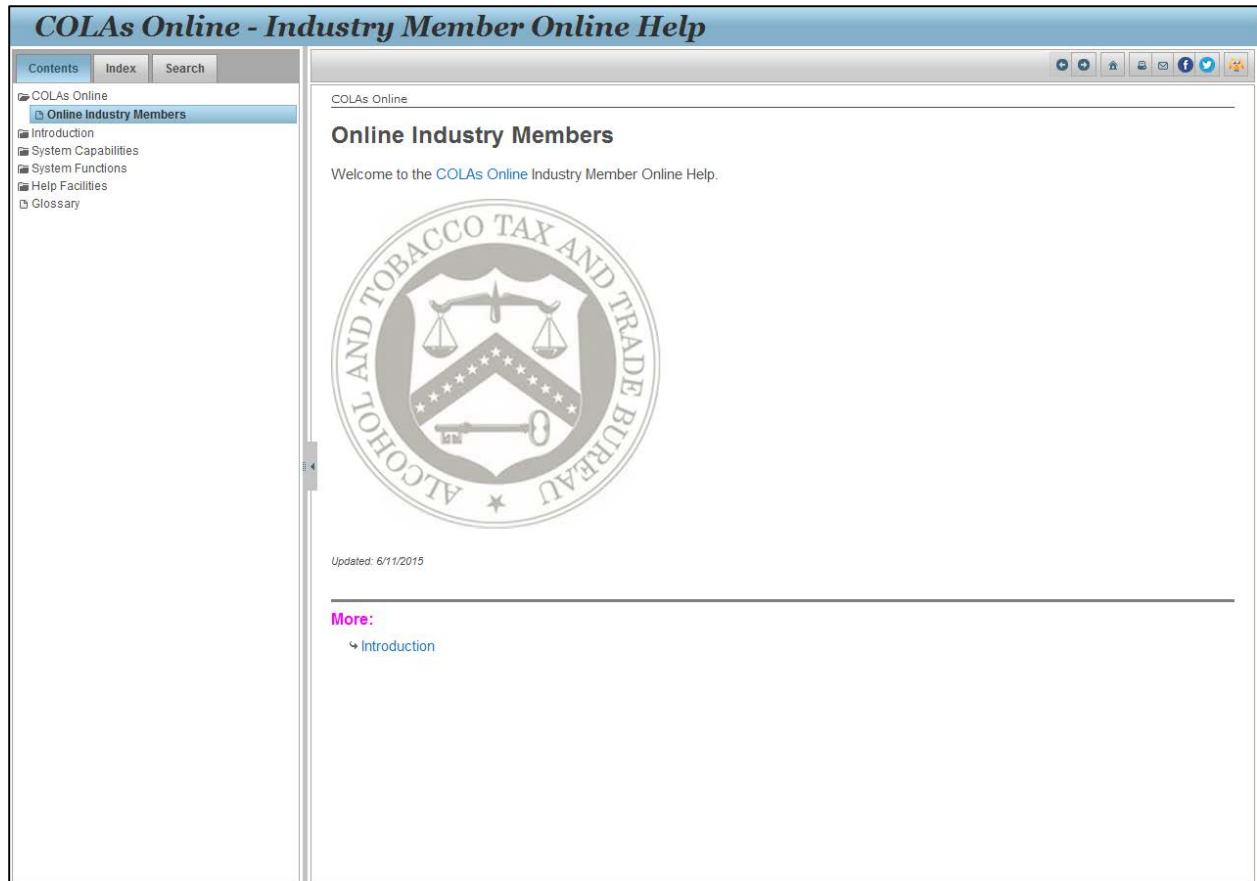 COLAs Online - Industry Member Online Help
Contents
Index
Search
COLAs Online
Online Industry Members
Introduction
System Capabilities
System Functions
Help Facilities
Glossary
COLAs Online
Online Industry Members
Welcome to the COLAs Online Industry Member Online Help.
ALCOHOL AND TOBACCO TAX AND TRADE BUREAU
Updated: 6/11/2015
More:
Introduction